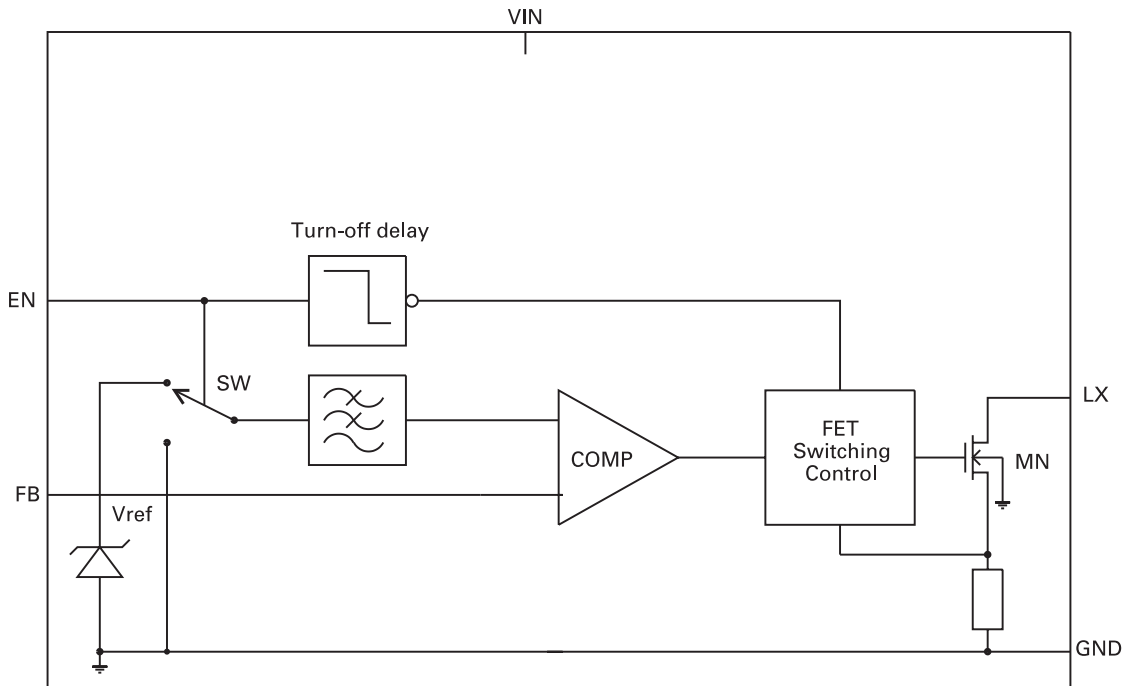 VIN
Turn-off delay
EN
SW
LX
FET
Switching
Control
COMP
MN
FB
Vref
GND